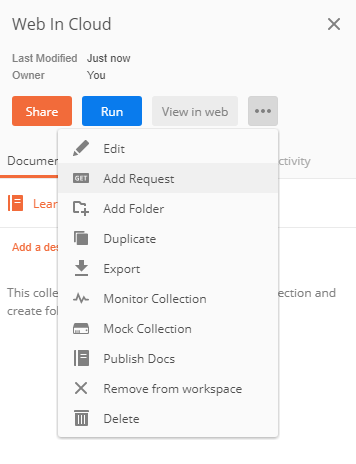 Web In Cloud
Last Modified Just now
Owner You
Share Run View in web
Edit
Docume ctivity
GET Add Request
Add Folder
Lear
Duplicate
Add a des
Export
This colle ection and
create fol
Monitor Collection
Mock Collection
Publish Docs
Remove from workspace
Delete